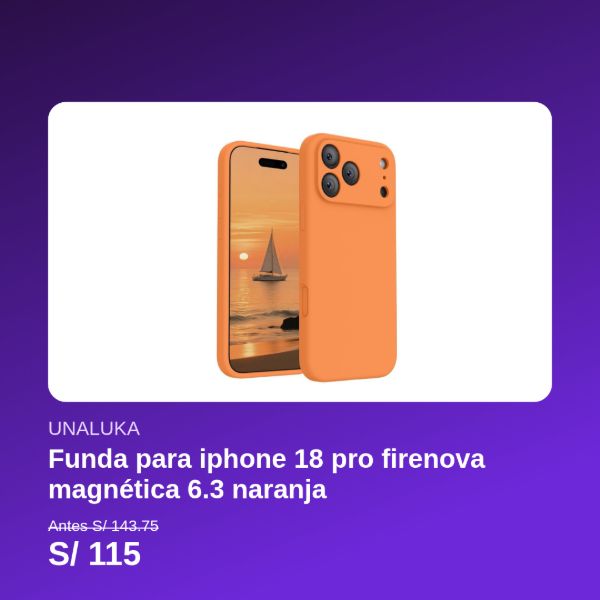 UNALUKA
Funda para iphone 18 pro firenova
magnética 6.3 naranja
Antes S/ 143.75
S/ 115